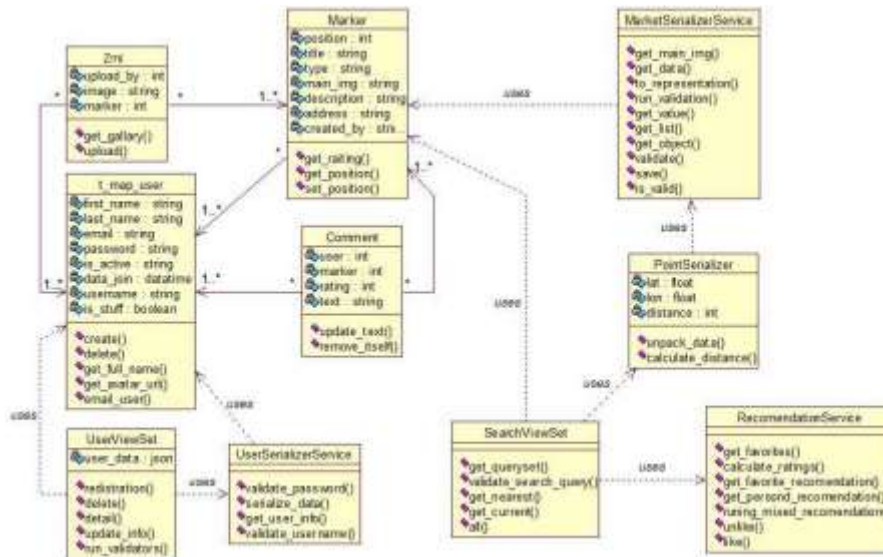 Zmi
upload_by : int
image : string
marker : int
get_gallary()
upload()
Marker
position : int
title : string
type : string
main_img : string
description : string
address : string
created_by : stri...
get_raiting()
get_position()
set_position()
MarketSerializerService
get_main_img()
get_data()
to_representation()
run_validation()
get_value()
get_list()
get_object()
validate()
save()
is_valid()
*
1..*
uses
*
*
1..*
t_map_user
first_name : string
last_name : string
email : string
password : string
is_active : string
data_join : datatime
username : string
is_stuff : boolean
create()
delete()
get_full_name()
get_avatar_url()
email_user()
1..*
1..*
1..*
*
*
Comment
user : int
marker : int
rating : int
text : string
update_text()
remove_itself()
uses
uses
PointSerializer
lat : float
lon : float
distance : int
unpack_data()
calculate_distance()
uses
uses
uses
UserViewSet
user_data : json
redistration()
delete()
detail()
update_info()
run_validators()
uses
UserSerializerService
validate_password()
serialize_data()
get_user_info()
validate_username()
SearchViewSet
get_queryset()
validate_search_query()
get_nearest()
get_current()
all()
uses
RecomendationService
get_favorites()
calculate_ratings()
get_favorite_recomendation()
get_persond_recomendation()
runing_mixed_recomendation
unlike()
like()